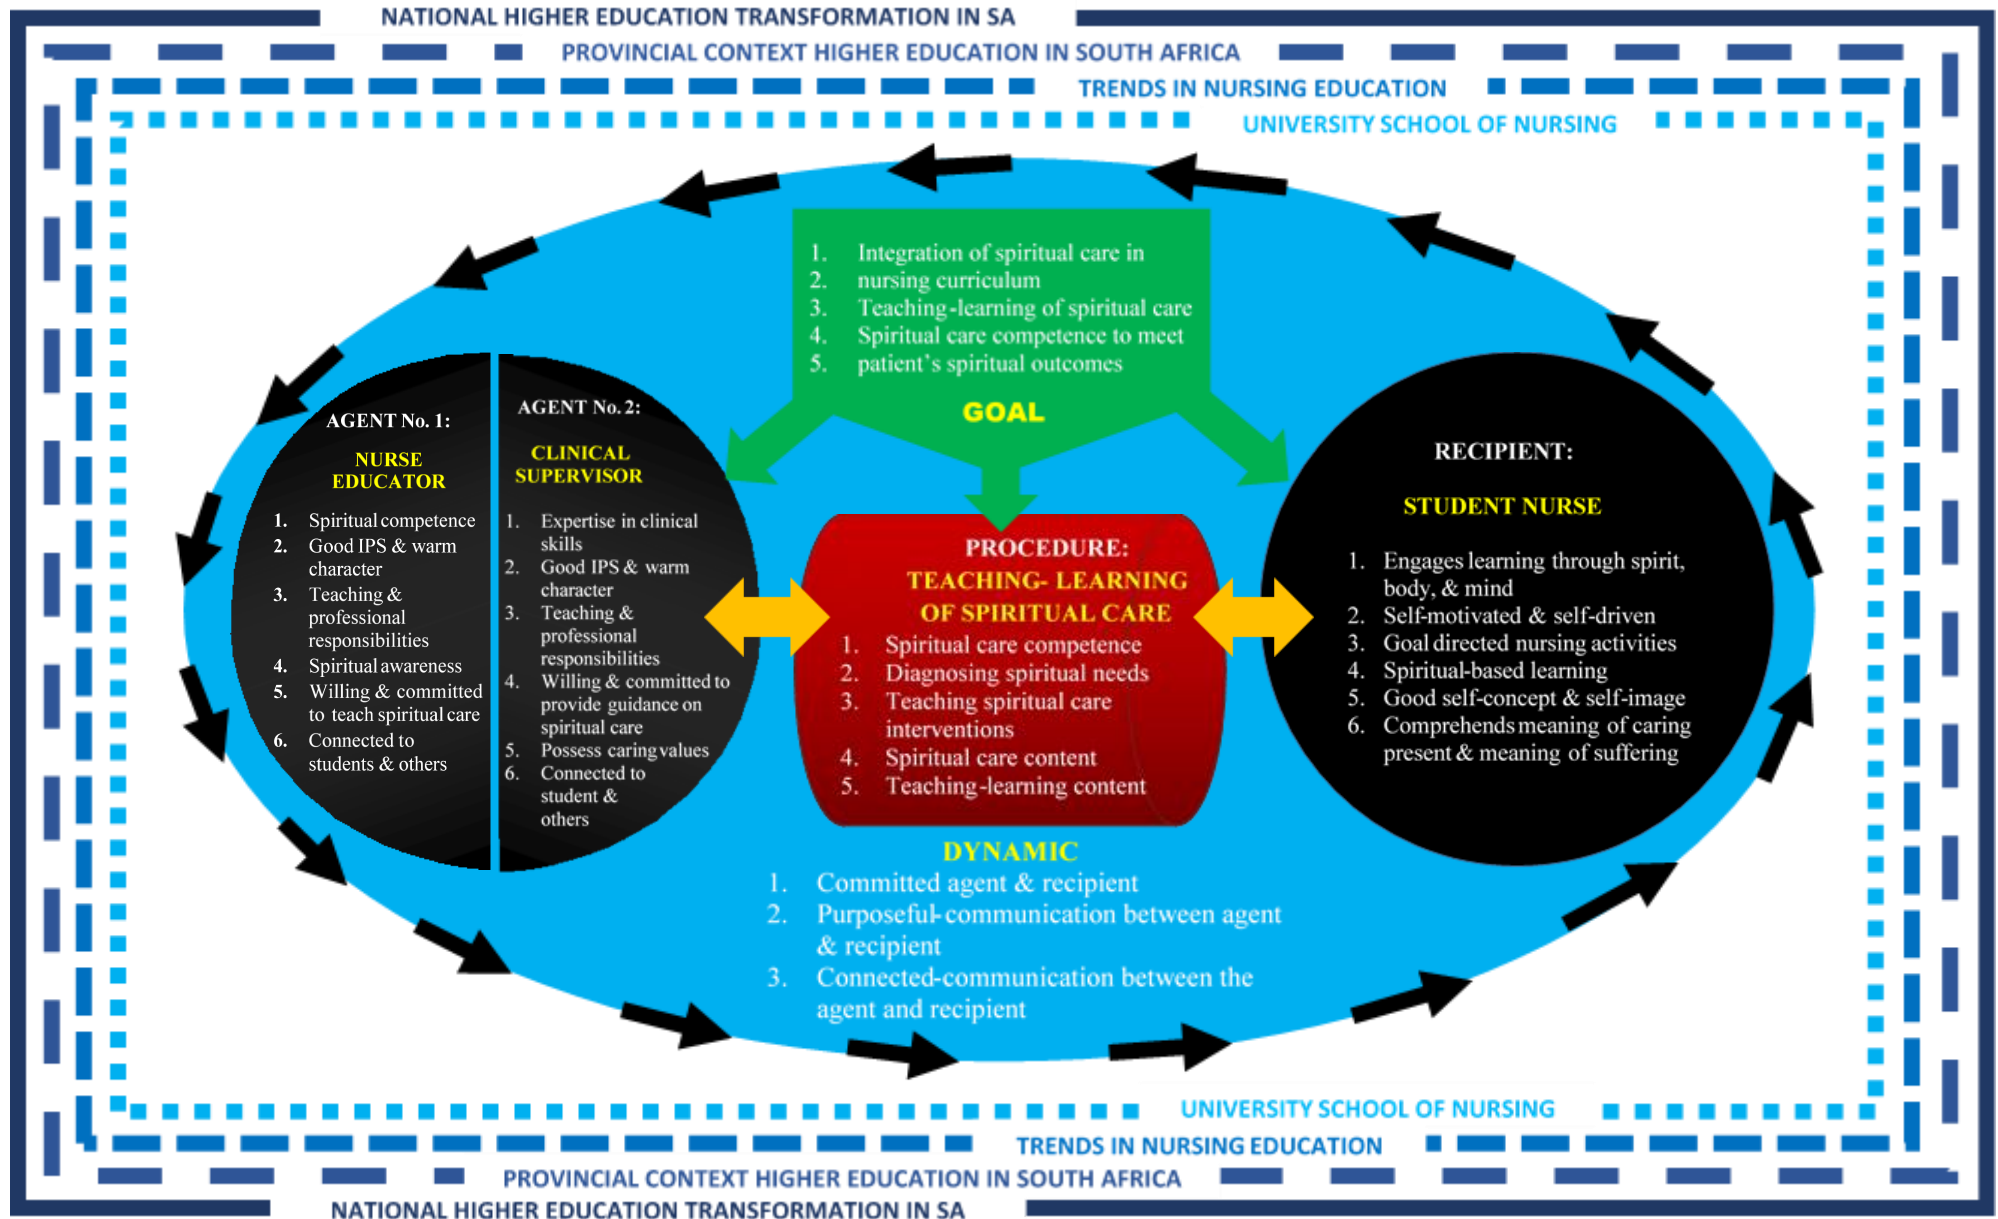 NATIONAL HIGHER EDUCATION TRANSFORMATION IN SA
PROVINCIAL CONTEXT HIGHER EDUCATION IN SOUTH AFRICA
TRENDS IN NURSING EDUCATION
UNIVERSITY SCHOOL OF NURSING
1. Integration of spiritual care in
2. nursing curriculum
3. Teaching-learning of spiritual care
4. Spiritual care competence to meet
5. patient's spiritual outcomes
GOAL
AGENT No. 1:
NURSE
EDUCATOR
1. Spiritual competence
2. Good IPS & warm
character
3. Teaching &
professional
responsibilities
4. Spiritual awareness
5. Willing & committed
to teach spiritual care
6. Connected to
students & others
AGENT No. 2:
CLINICAL
SUPERVISOR
1. Expertise in clinical
skills
2. Good IPS & warm
character
3. Teaching &
professional
responsibilities
4. Willing & committed to
provide guidance on
spiritual care
5. Possess caring values
6. Connected to
student &
others
PROCEDURE:
TEACHING- LEARNING
OF SPIRITUAL CARE
1. Spiritual care competence
2. Diagnosing spiritual needs
3. Teaching spiritual care
interventions
4. Spiritual care content
5. Teaching-learning content
RECIPIENT:
STUDENT NURSE
1. Engages learning through spirit,
body, & mind
2. Self-motivated & self-driven
3. Goal directed nursing activities
4. Spiritual-based learning
5. Good self-concept & self-image
6. Comprehends meaning of caring
present & meaning of suffering
DYNAMIC
1. Committed agent & recipient
2. Purposeful-communication between agent
& recipient
3. Connected-communication between the
agent and recipient
UNIVERSITY SCHOOL OF NURSING
TRENDS IN NURSING EDUCATION
PROVINCIAL CONTEXT HIGHER EDUCATION IN SOUTH AFRICA
NATIONAL HIGHER EDUCATION TRANSFORMATION IN SA